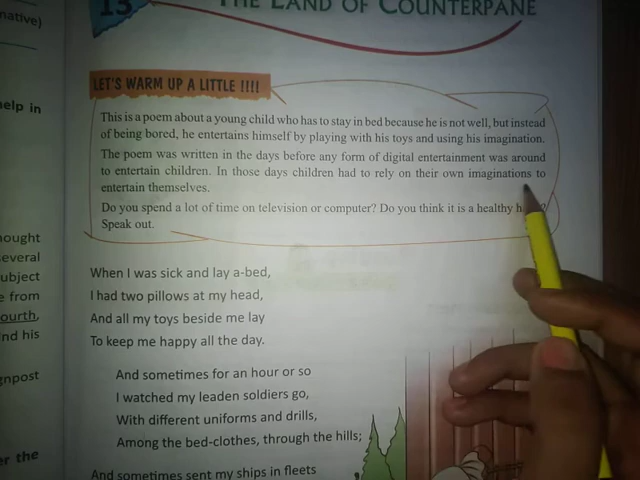 native)
13
THE LAND OF COUNTERPANE
LET'S WARM UP A LITTLE !!!!
This is a poem about a young child who has to stay in bed because he is not well, but instead
of being bored, he entertains himself by playing with his toys and using his imagination.
The poem was written in the days before any form of digital entertainment was around
to entertain children. In those days children had to rely on their own imaginations to
entertain themselves.
Do you spend a lot of time on television or computer? Do you think it is a healthy h ?
Speak out.
When I was sick and lay a-bed,
I had two pillows at my head,
And all my toys beside me lay
To keep me happy all the day.
And sometimes for an hour or so
I watched my leaden soldiers go,
With different uniforms and drills,
Among the bed-clothes, through the hills;
And sometimes sent my ships in fleets
elp in
nought
everal
ubject
e from
ourth,
nd his
gnpost
er the